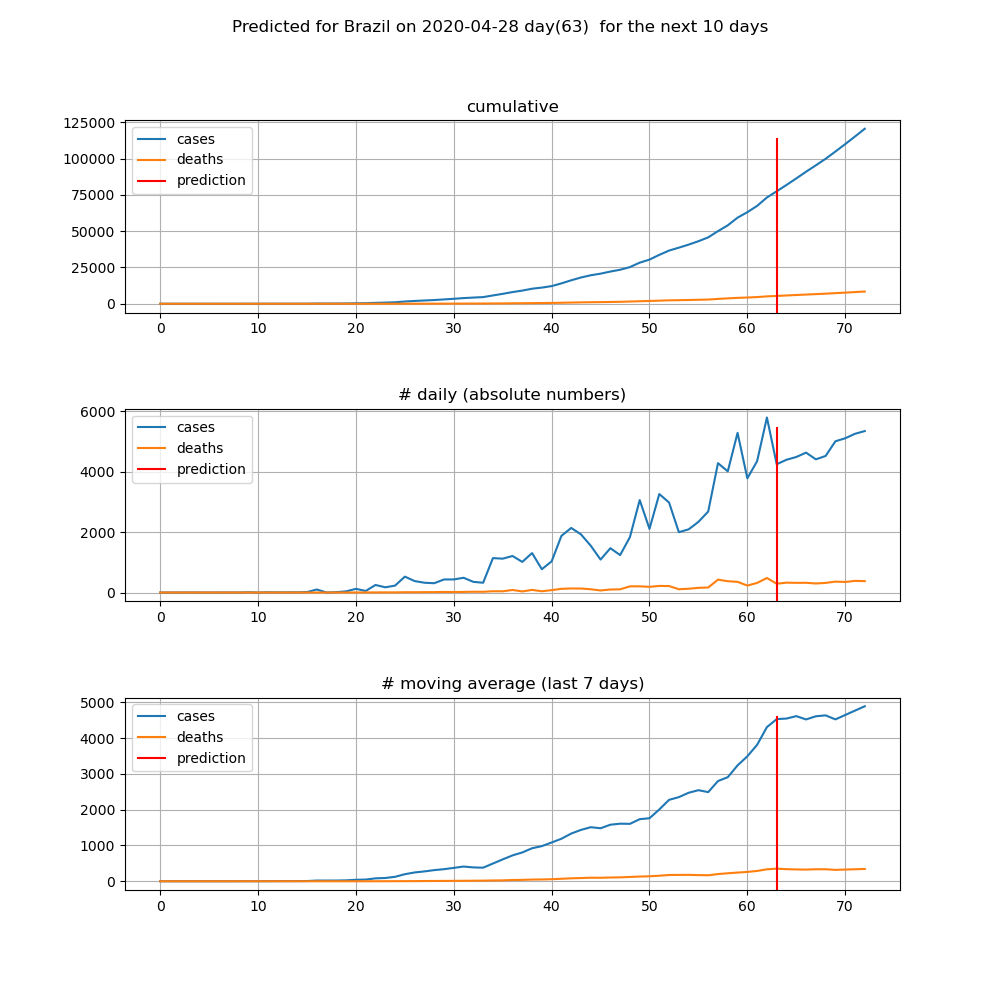 Predicted for Brazil on 2020-04-28 day(63)  for the next 10 days
cumulative
125000
100000
75000
50000
25000
0
cases
deaths
prediction
0 10 20 30 40 50 60 70
# daily (absolute numbers)
6000
4000
2000
0
cases
deaths
prediction
0 10 20 30 40 50 60 70
# moving average (last 7 days)
5000
4000
3000
2000
1000
0
cases
deaths
prediction
0 10 20 30 40 50 60 70